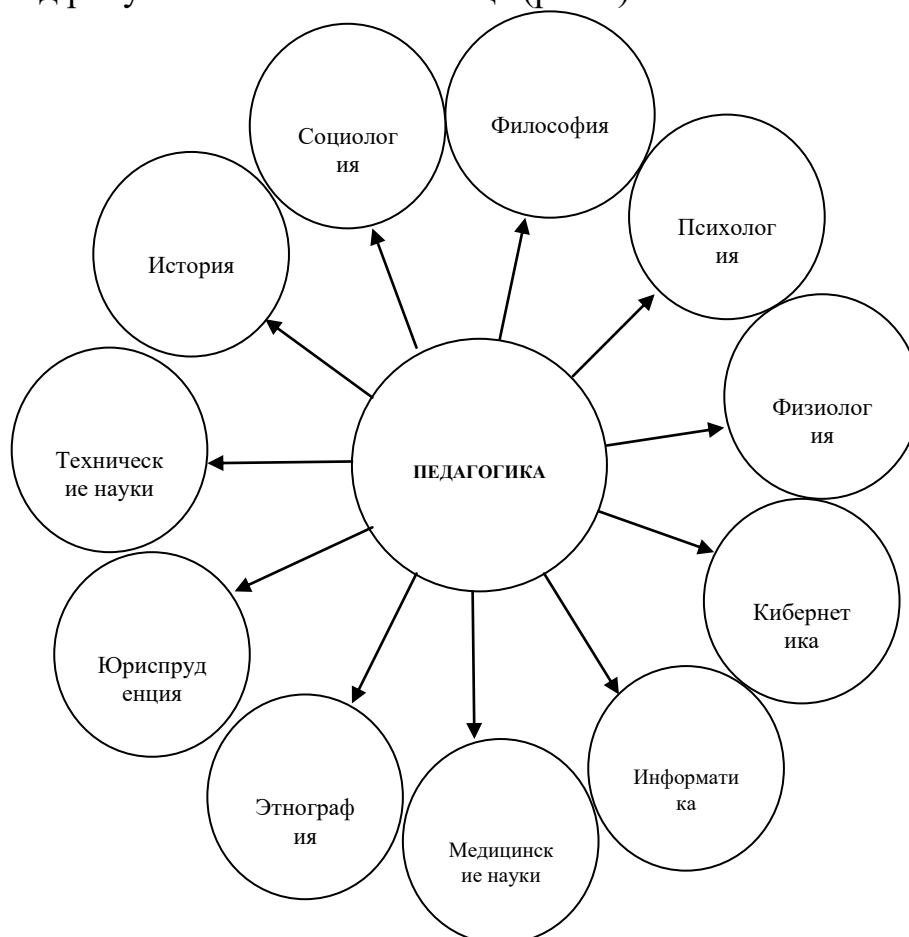 Философия
Социолог
ия
Психолог
ия
История
Физиолог
ия
Техническ
ие науки
ПЕДАГОГИКА
Кибернет
ика
Юриспруд
енция
Информати
ка
Этнограф
ия
Медицинск
ие науки